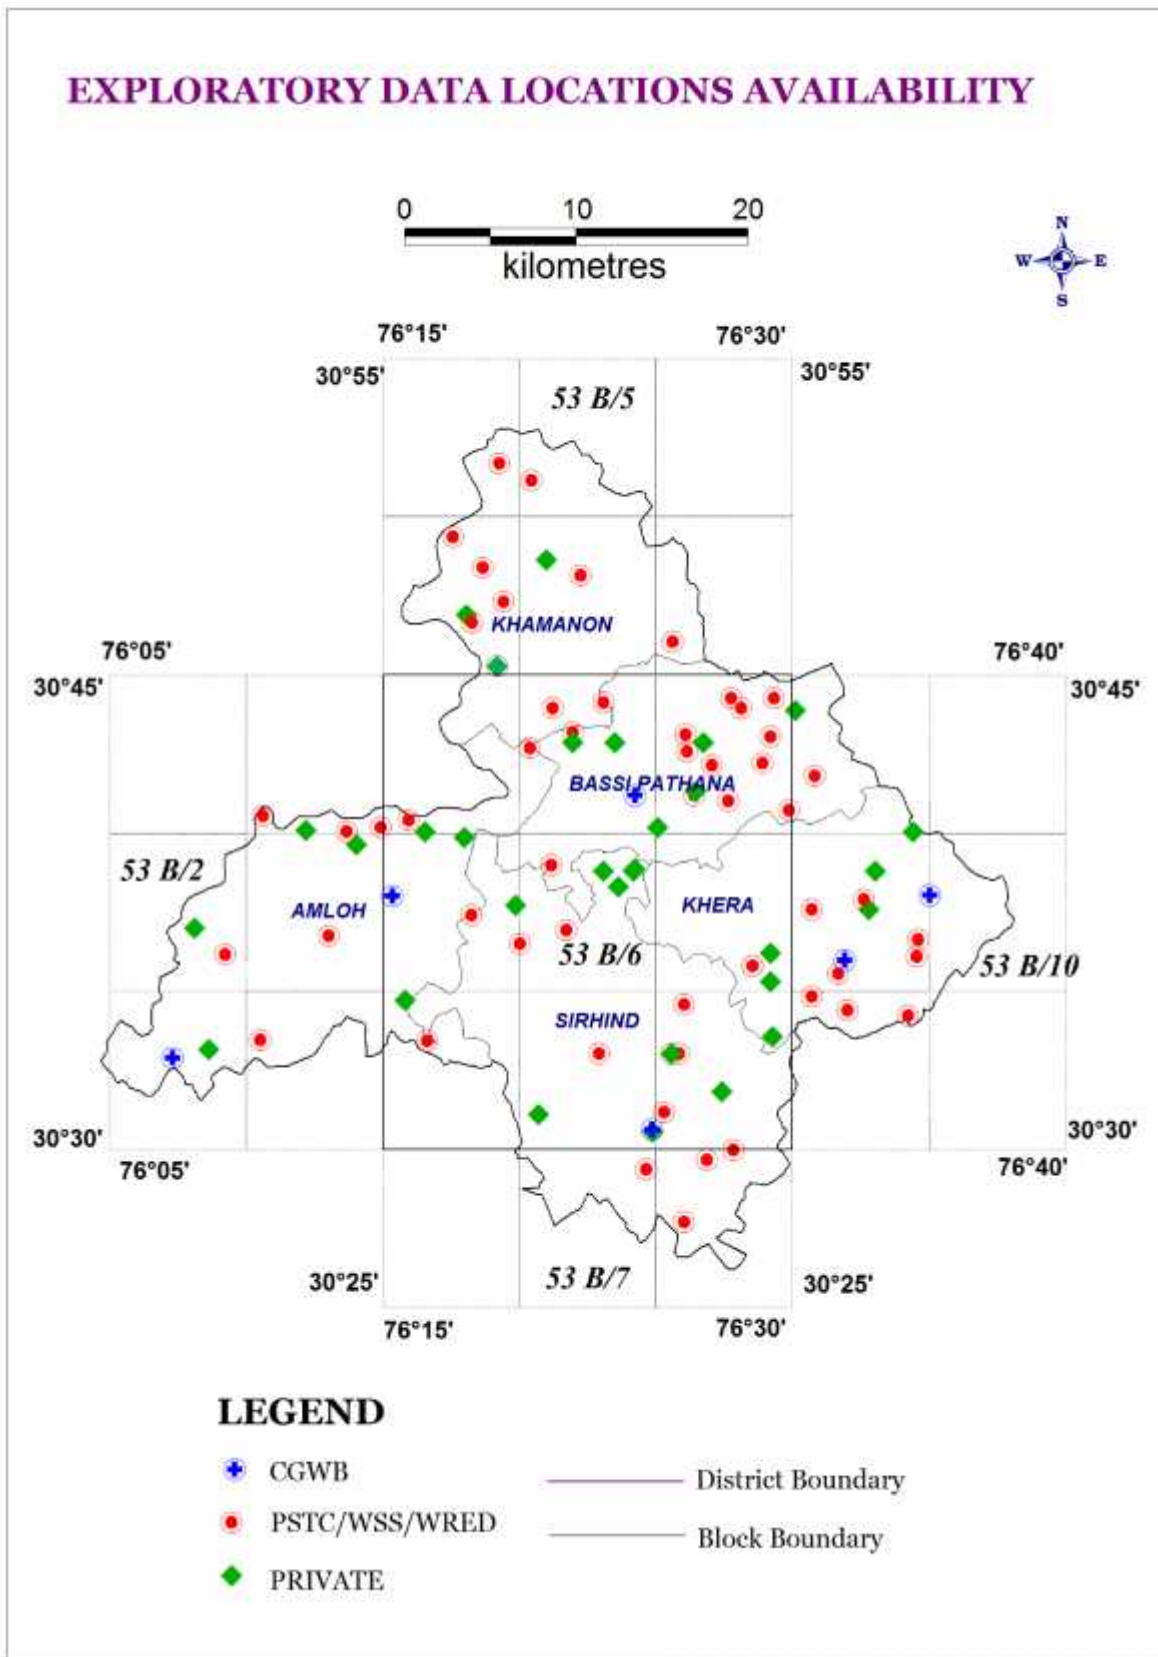 EXPLORATORY DATA LOCATIONS AVAILABILITY
0 10 20
kilometres
N
W E
S
76°15' 76°30'
30°55' 30°55'
53 B/5
KHAMANON
76°05' 76°40'
30°45' 30°45'
BASSI PATHANA
53 B/2
AMLOH KHERA
53 B/6 53 B/10
SIRHIND
30°30' 30°30'
76°05' 76°40'
30°25' 53 B/7 30°25'
76°15' 76°30'
LEGEND
CGWB District Boundary
PSTC/WSS/WRED Block Boundary
PRIVATE